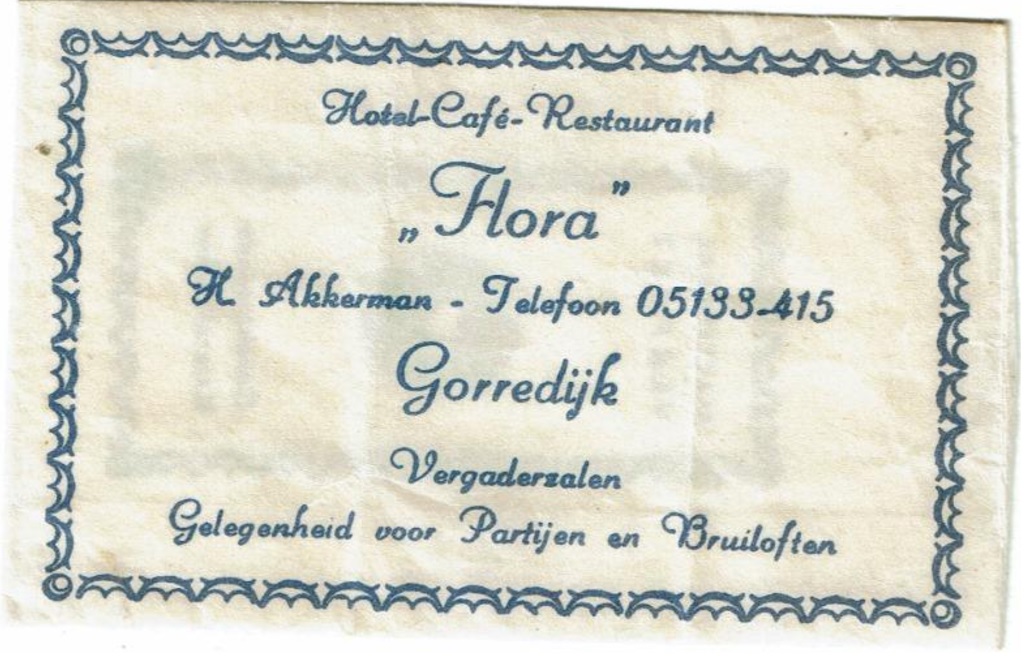 Hotel-Café-Restaurant
„Flora”
H. Akkerman - Telefoon 05133-415
Gorredijk
Vergaderzalen
Gelegenheid voor Partijen en Bruiloften